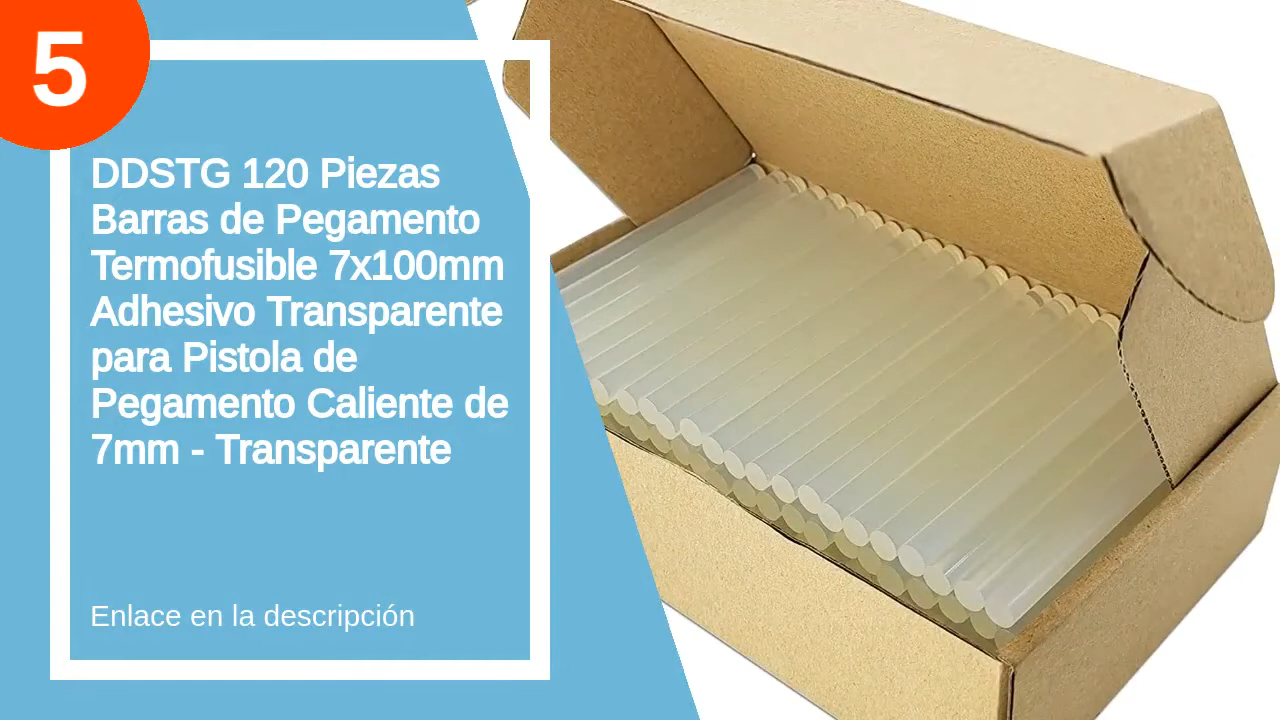 5
DDSTG 120 Piezas
Barras de Pegamento
Termofusible 7x100mm
Adhesivo Transparente
para Pistola de
Pegamento Caliente de
7mm - Transparente
Enlace en la descripción